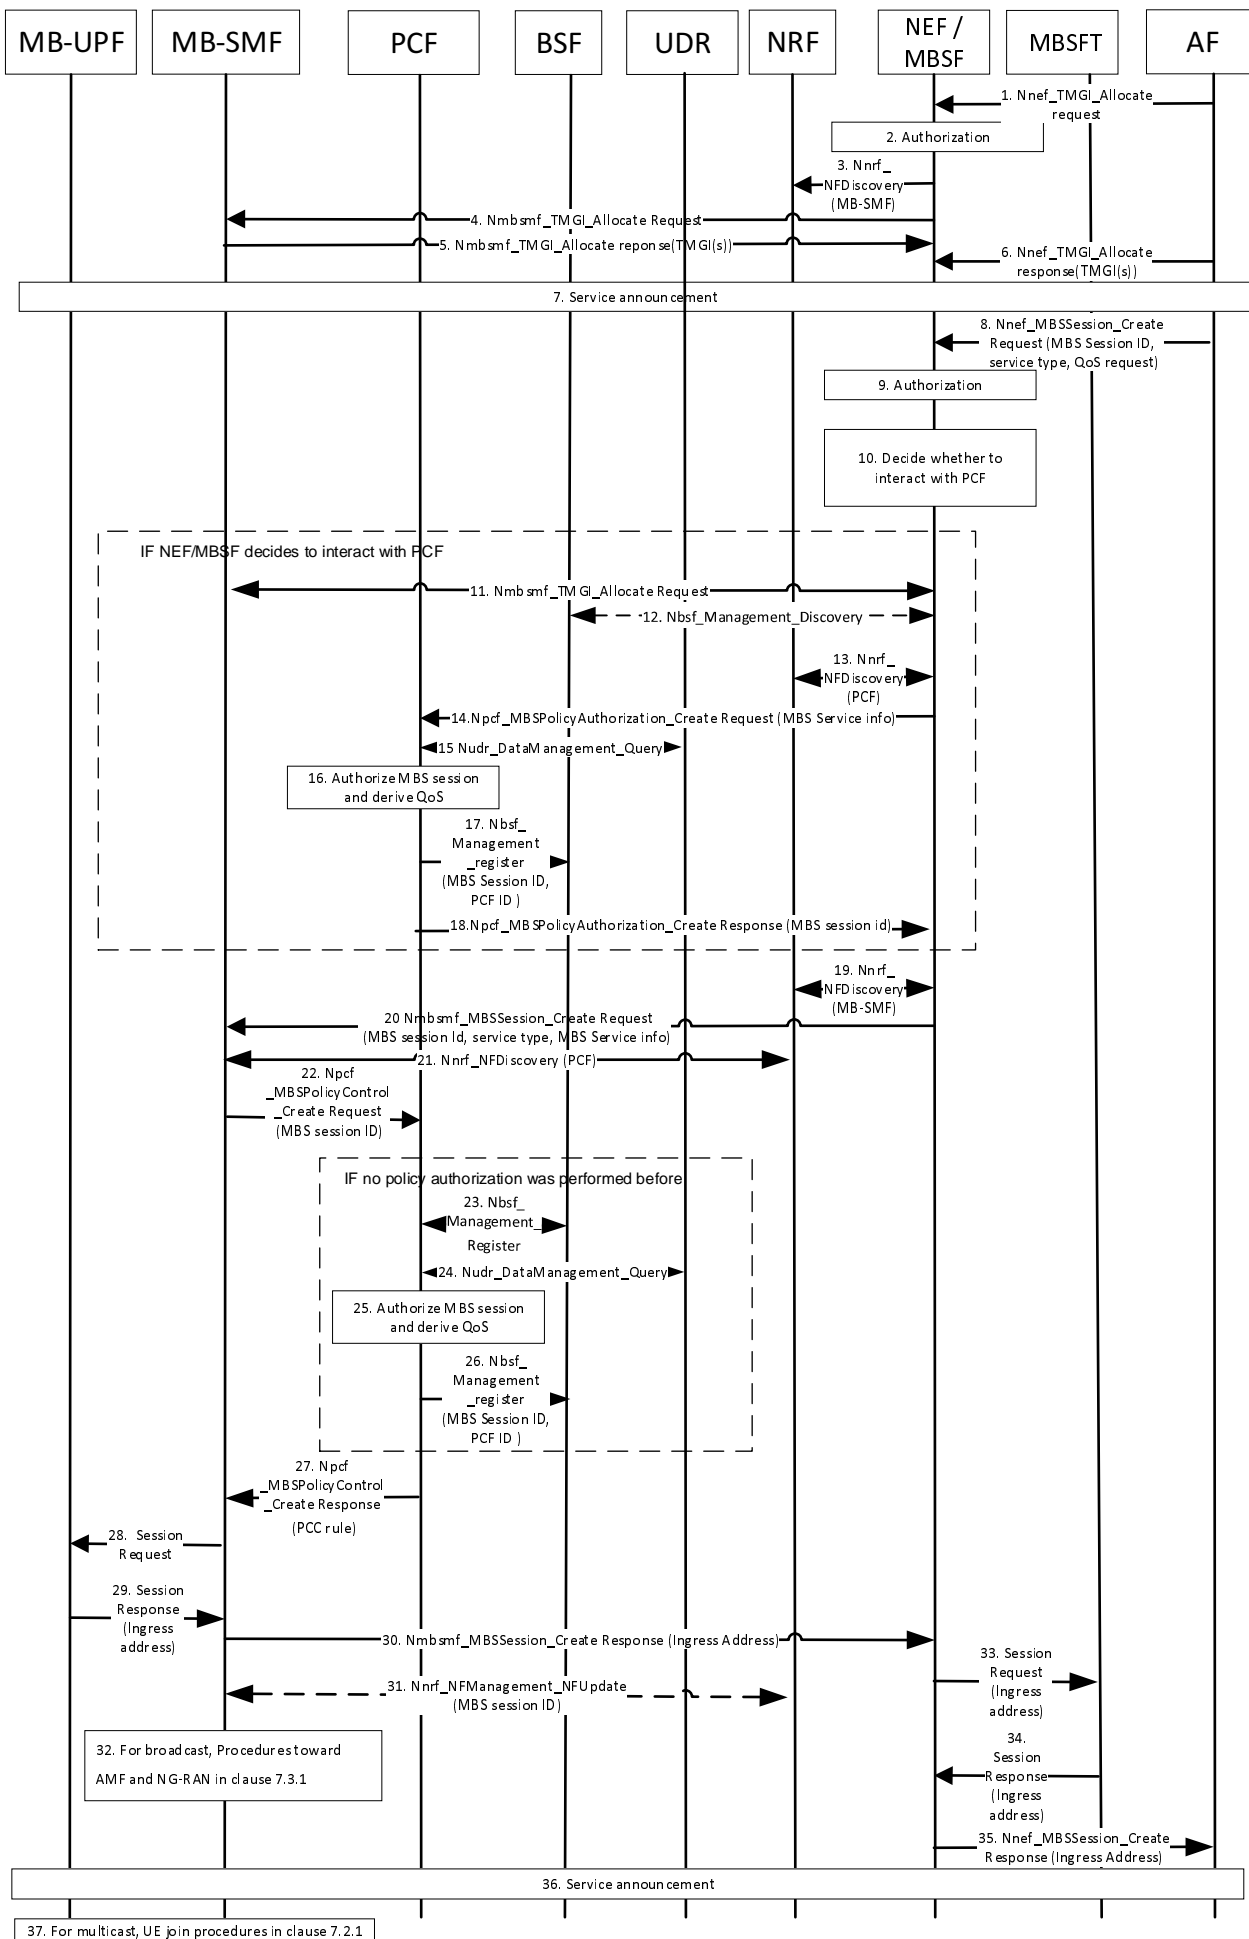 MB-UPF
MB-SMF
PCF
BSF
UDR
NRF
NEF /
MBSF
MBSFT
AF
1. Nnef_TMGI_Allocate
request
2. Authorization
3. Nnrf_
NFDiscovery
(MB-SMF)
4. Nmbsmf_TMGI_Allocate Request
5. Nmbsmf_TMGI_Allocate reponse(TMGI(s))
6. Nnef_TMGI_Allocate
response(TMGI(s))
7. Service announcement
8. Nnef_MBSSession_Create
Request (MBS Session ID,
service type, QoS request)
9. Authorization
10. Decide whether to
interact with PCF
IF NEF/MBSF decides to interact with PCF
11. Nmbsmf_TMGI_Allocate Request
12. Nbsf_Management_Discovery
13. Nnrf_
NFDiscovery
(PCF)
14.Npcf_MBSPolicyAuthorization_Create Request (MBS Service info)
15 Nudr_DataManagement_Query
16. Authorize MBS session
and derive QoS
17. Nbsf_
Management
_register
(MBS Session ID,
PCF ID )
18.Npcf_MBSPolicyAuthorization_Create Response (MBS session id)
19. Nnrf_
NFDiscovery
(MB-SMF)
20 Nmbsmf_MBSSession_Create Request
(MBS session Id, service type, MBS Service info)
21. Nnrf_NFDiscovery (PCF)
22. Npcf
_MBSPolicyControl
_Create Request
(MBS session ID)
IF no policy authorization was performed before
23. Nbsf_
Management_
Register
24. Nudr_DataManagement_Query
25. Authorize MBS session
and derive QoS
26. Nbsf_
Management
_register
(MBS Session ID,
PCF ID )
27. Npcf
_MBSPolicyControl
_Create Response
(PCC rule)
28. Session
Request
29. Session
Response
(Ingress
address)
30. Nmbsmf_MBSSession_Create Response (Ingress Address)
31. Nnrf_NFManagement_NFUpdate
(MBS session ID)
32. For broadcast, Procedures toward
AMF and NG-RAN in clause 7.3.1
33. Session
Request
(Ingress
address)
34.
Session
Response
(Ingress
address)
35. Nnef_MBSSession_Create
Response (Ingress Address)
36. Service announcement
37. For multicast, UE join procedures in clause 7.2.1